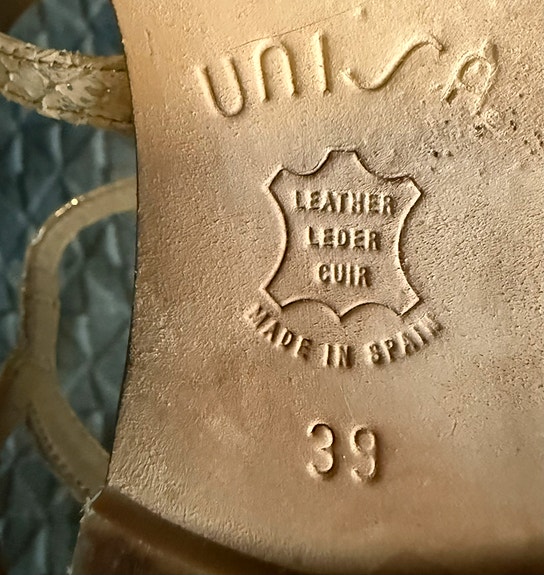 UNISA
LEATHER
LEDER
CUIR
MADE IN SPAIN
39